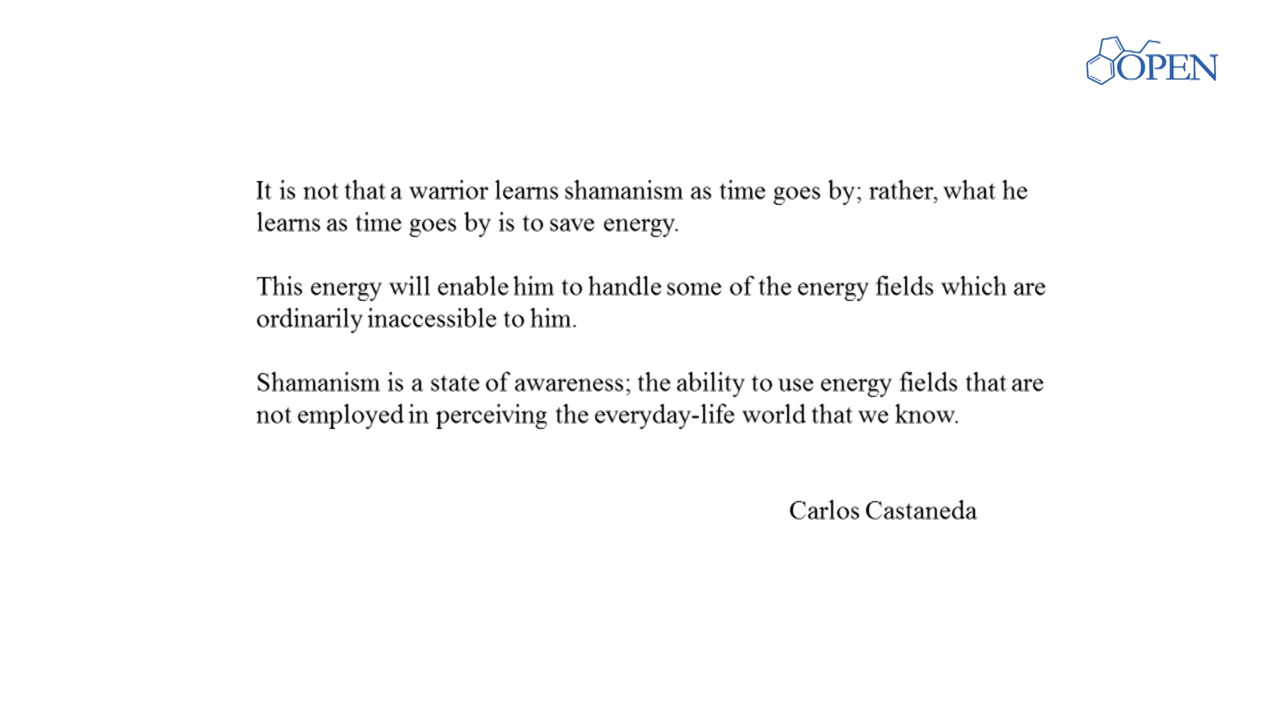 OPEN
It is not that a warrior learns shamanism as time goes by; rather, what he
learns as time goes by is to save energy.
This energy will enable him to handle some of the energy fields which are
ordinarily inaccessible to him.
Shamanism is a state of awareness; the ability to use energy fields that are
not employed in perceiving the everyday-life world that we know.
Carlos Castaneda